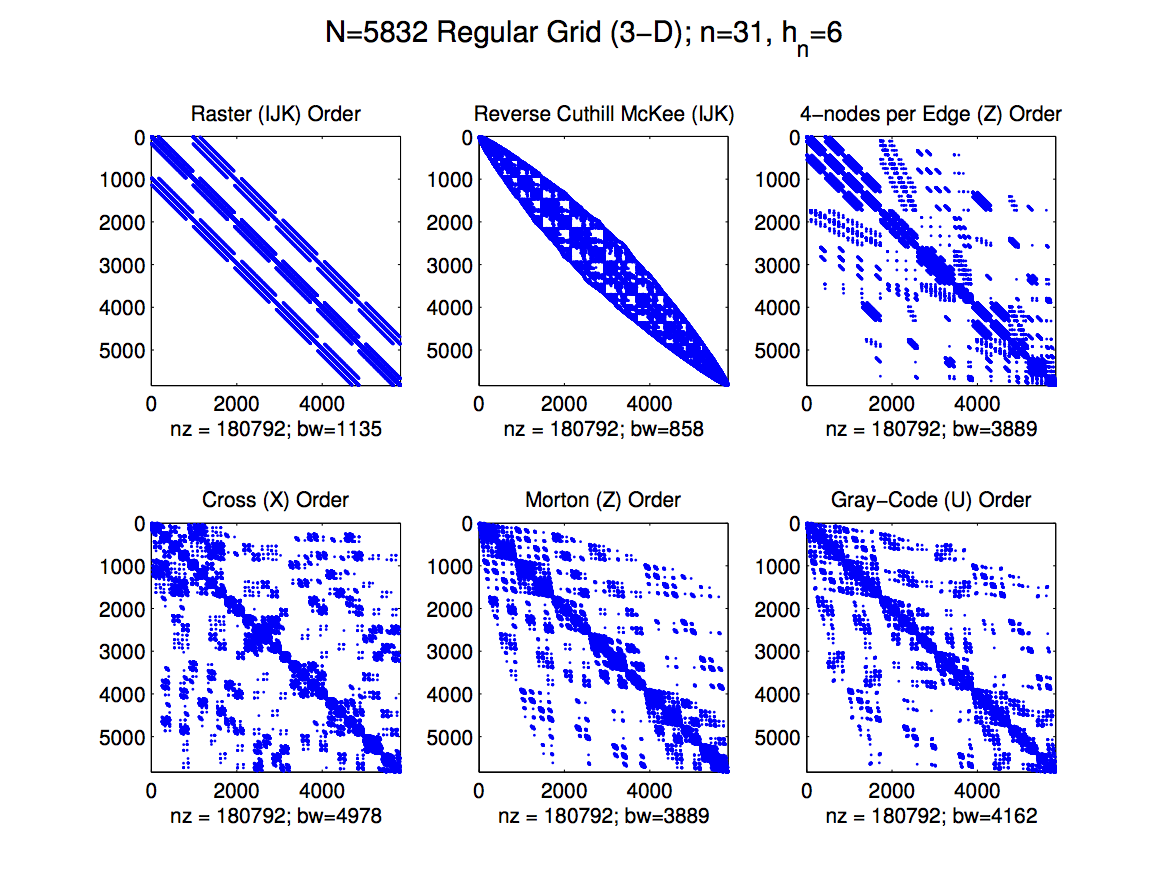 N=5832 Regular Grid (3−D); n=31, h_n=6
Raster (IJK) Order
Reverse Cuthill McKee (IJK)
4−nodes per Edge (Z) Order
0
1000
2000
3000
4000
5000
0 2000 4000
nz = 180792; bw=1135
0
1000
2000
3000
4000
5000
0 2000 4000
nz = 180792; bw=858
0
1000
2000
3000
4000
5000
0 2000 4000
nz = 180792; bw=3889
Cross (X) Order
Morton (Z) Order
Gray−Code (U) Order
0
1000
2000
3000
4000
5000
0 2000 4000
nz = 180792; bw=4978
0
1000
2000
3000
4000
5000
0 2000 4000
nz = 180792; bw=3889
0
1000
2000
3000
4000
5000
0 2000 4000
nz = 180792; bw=4162